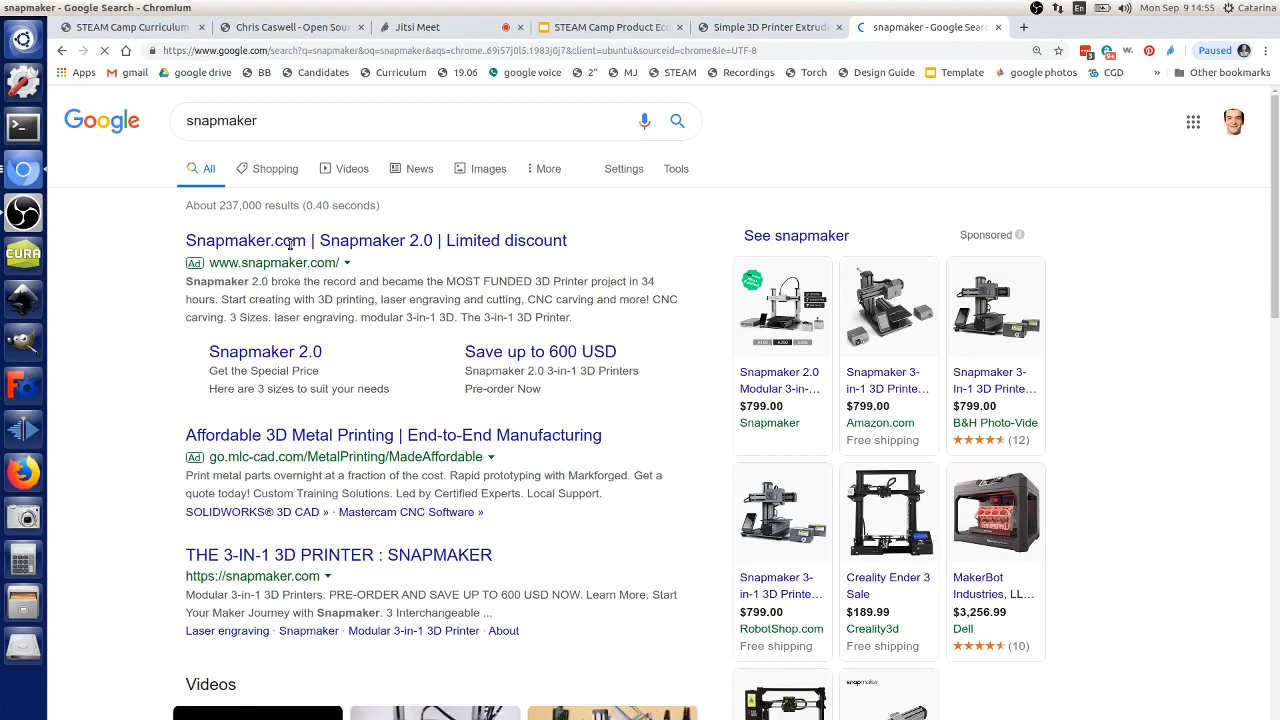 snapmaker - Google Search - Chromium
En
Mon Sep 9 14:55
Catarina
STEAM Camp Curriculum
Chris Caswell - Open Sour
Jitsi Meet
STEAM Camp Product Eco
OSE Simple 3D Printer Extrud
snapmaker - Google Searc
https://www.google.com/search?q=snapmaker&oq=snapmaker&aqs=chrome..69i57j0l5.1983j0j7&client=ubuntu&sourceid=chrome&ie=UTF-8
Paused
Apps
gmail
google drive
BB
Candidates
Curriculum
19.06
google voice
2"
MJ
STEAM
Recordings
Torch
Design Guide
Template
google photos
CGD
Other bookmarks
Google
snapmaker
All
Shopping
Videos
News
Images
More
Settings
Tools
About 237,000 results (0.40 seconds)
Snapmaker.com | Snapmaker 2.0 | Limited discount
Ad www.snapmaker.com/
Snapmaker 2.0 broke the record and became the MOST FUNDED 3D Printer project in 34
hours. Start creating with 3D printing, laser engraving and cutting, CNC carving and more! CNC
carving. 3 Sizes. laser engraving. modular 3-in-1 3D. The 3-in-1 3D Printer.
Snapmaker 2.0
Get the Special Price
Here are 3 sizes to suit your needs
Save up to 600 USD
Snapmaker 2.0 3-in-1 3D Printers
Pre-order Now
Affordable 3D Metal Printing | End-to-End Manufacturing
Ad go.mlc-cad.com/MetalPrinting/MadeAffordable
Print metal parts overnight at a fraction of the cost. Rapid prototyping with Markforged. Get a
quote today! Custom Training Solutions. Led by Certified Experts. Local Support.
SOLIDWORKS® 3D CAD » · Mastercam CNC Software »
THE 3-IN-1 3D PRINTER : SNAPMAKER
https://snapmaker.com
Modular 3-in-1 3D Printers. PRE-ORDER AND SAVE UP TO 600 USD NOW. Learn More. Start
Your Maker Journey with Snapmaker. 3 Interchangeable ...
Laser engraving · Snapmaker · Modular 3-in-1 3D Printer · About
Videos
See snapmaker
Sponsored
Snapmaker 2.0
Modular 3-in-...
$799.00
Snapmaker
Snapmaker 3-
in-1 3D Printe...
$799.00
Amazon.com
Free shipping
Snapmaker 3-
In-1 3D Printe...
$799.00
B&H Photo-Vide
(12)
Snapmaker 3-
in-1 3D Printe...
$799.00
RobotShop.com
Free shipping
Creality Ender 3
Sale
$189.99
Creality3d
Free shipping
MakerBot
Industries, LL...
$3,256.99
Dell
(10)
snapmaker
CURA